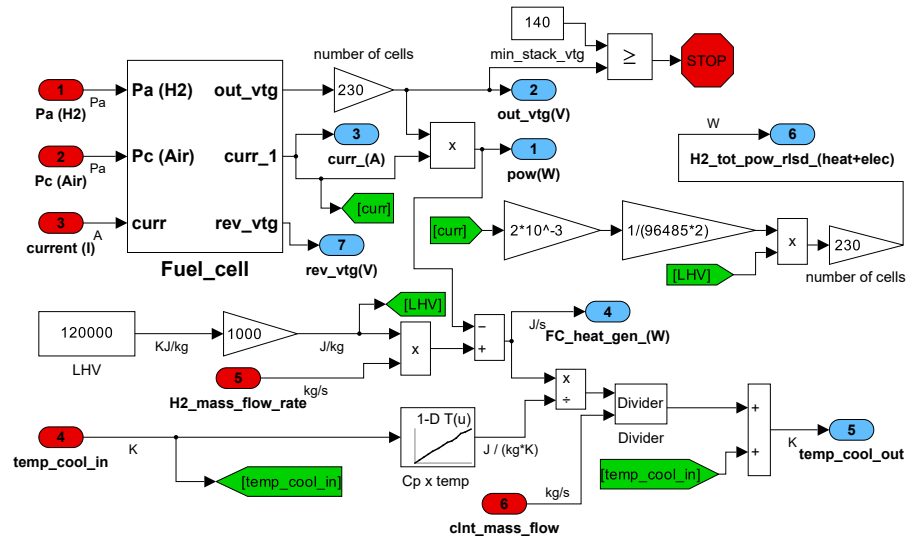 140
number of cells
min_stack_vtg
≥
STOP
1
Pa
Pa (H2)
Pa (H2)
out_vtg
230
2
out_vtg(V)
W
6
H2_tot_pow_rlsd_(heat+elec)
3
curr_(A)
x
1
pow(W)
2
Pa
Pc (Air)
Pc (Air)
curr_1
[curr]
[curr]
2*10^-3
1/(96485*2)
x
230
number of cells
[LHV]
3
A
current (I)
curr
rev_vtg
7
rev_vtg(V)
Fuel_cell
120000
LHV
KJ/kg
1000
J/kg
[LHV]
x
−
+
J/s
4
FC_heat_gen_(W)
5
kg/s
H2_mass_flow_rate
x
÷
Divider
Divider
4
K
temp_cool_in
[temp_cool_in]
1-D T(u)
Cp x temp
J / (kg*K)
+
+
K
5
temp_cool_out
[temp_cool_in]
6
kg/s
clnt_mass_flow